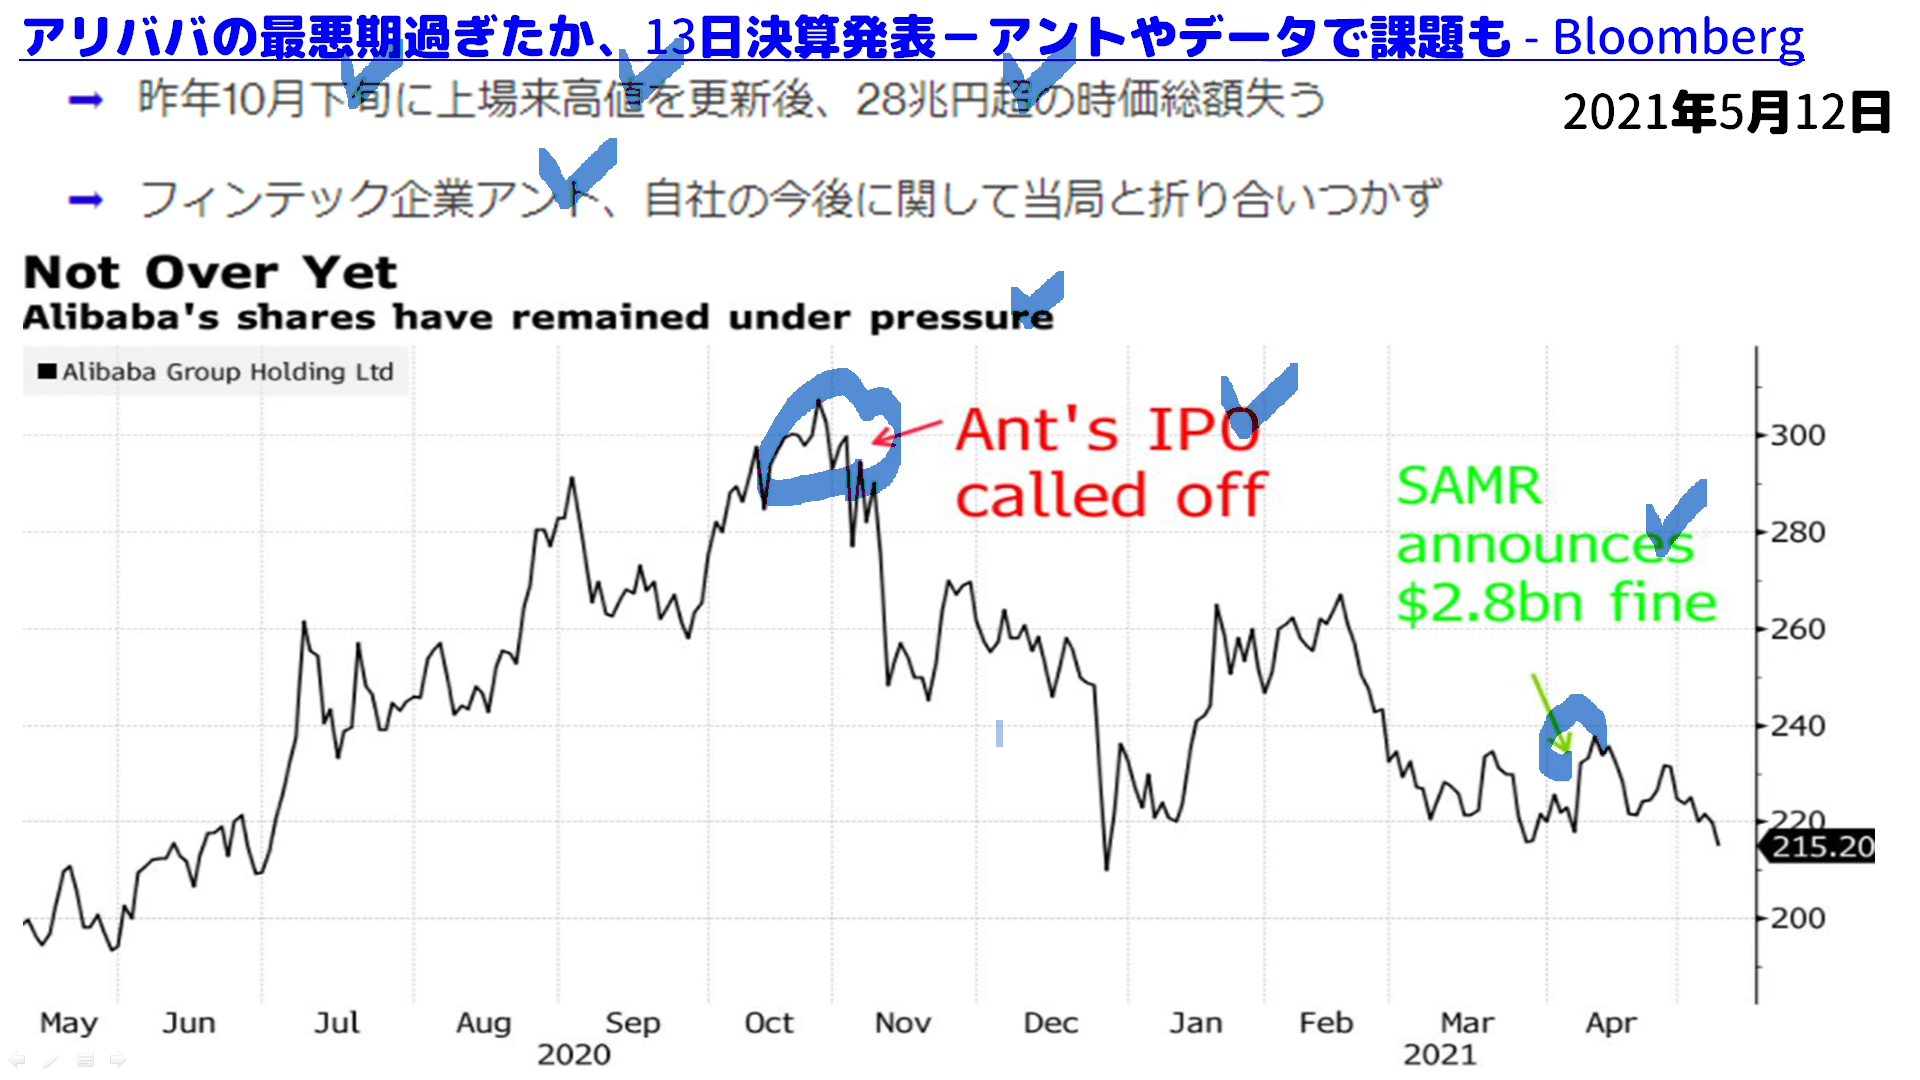 アリババの最悪期過ぎたか、13日決算発表－アントやデータで課題も - Bloomberg
➡ 昨年10月下旬に上場来高値を更新後、28兆円超の時価総額失う
2021年5月12日
➡ フィンテック企業アント、自社の今後に関して当局と折り合いつかず
Not Over Yet
Alibaba's shares have remained under pressure
Alibaba Group Holding Ltd
Ant's IPO
called off
SAMR
announces
$2.8bn fine
300
280
260
240
220
215.20
200
May Jun Jul Aug Sep Oct Nov Dec Jan Feb Mar Apr
2020 2021